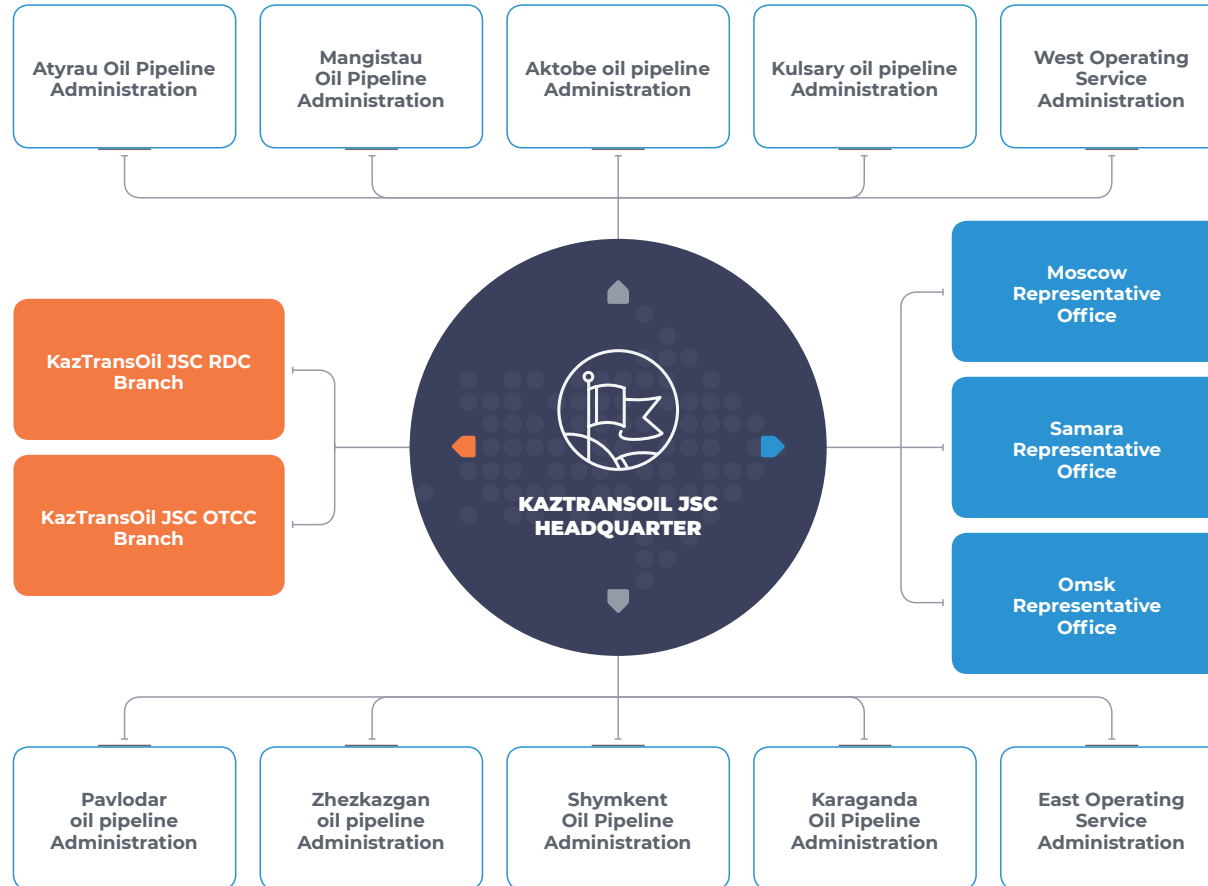 Atyrau Oil Pipeline
Administration
Mangistau
Oil Pipeline
Administration
Aktobe oil pipeline
Administration
Kulsary oil pipeline
Administration
West Operating
Service
Administration
KazTransOil JSC RDC
Branch
KazTransOil JSC OTCC
Branch
KAZTRANSOIL JSC
HEADQUARTER
Moscow
Representative
Office
Samara
Representative
Office
Omsk
Representative
Office
Pavlodar
oil pipeline
Administration
Zhezkazgan
oil pipeline
Administration
Shymkent
Oil Pipeline
Administration
Karaganda
Oil Pipeline
Administration
East Operating
Service
Administration